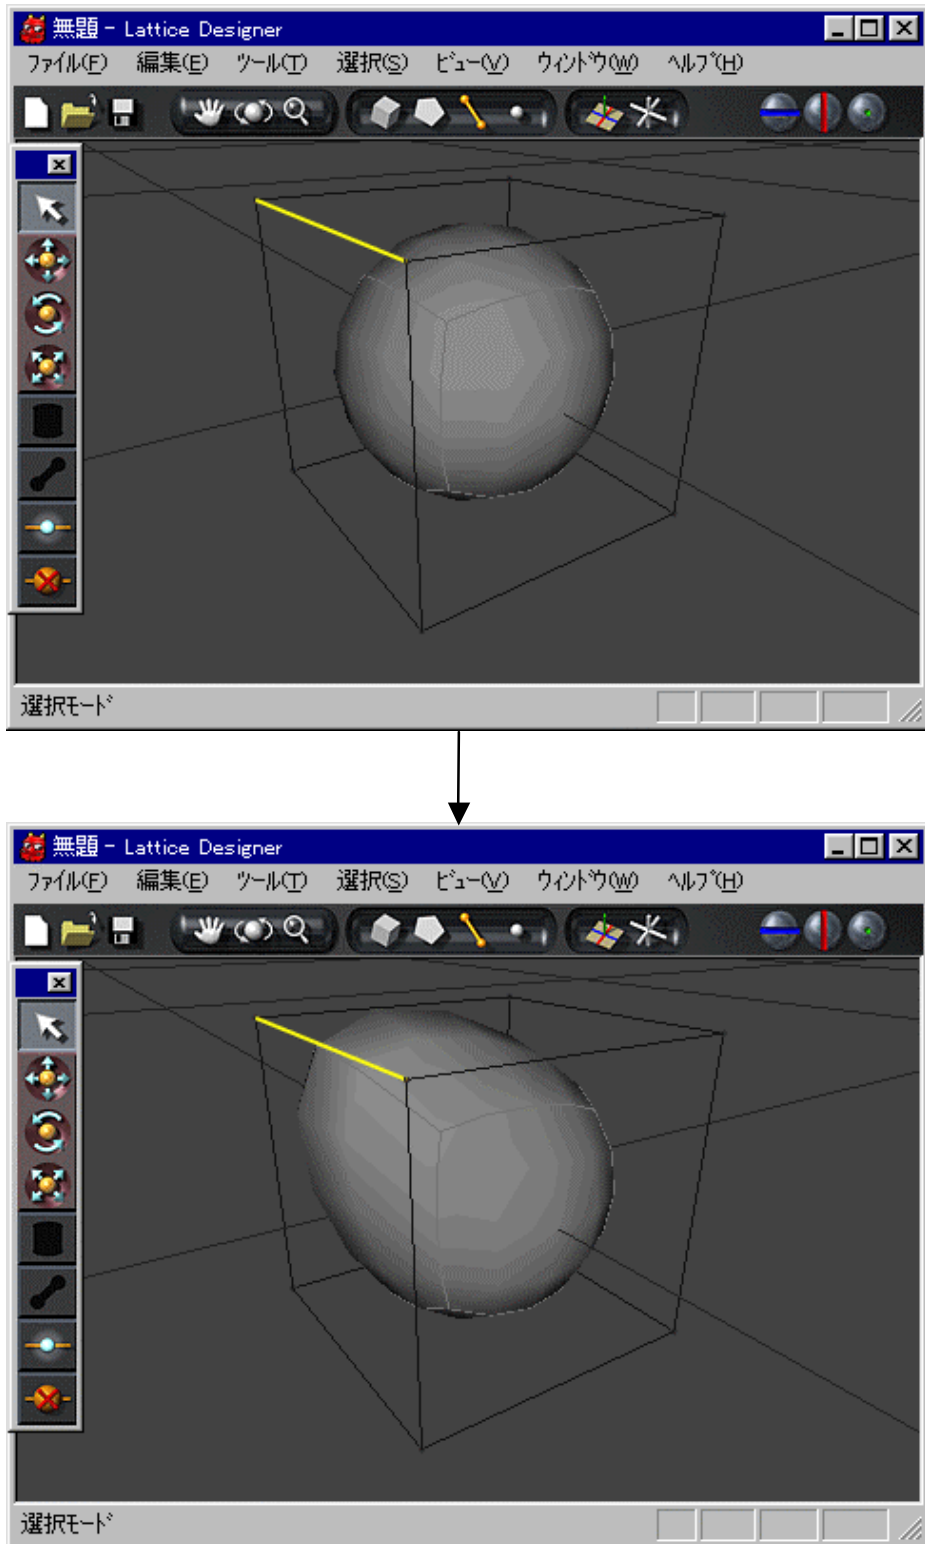 無題 - Lattice Designer
ﾌｧｲﾙ(F) 編集(E) ﾂｰﾙ(T) 選択(S) ﾋﾞｭｰ(V) ｳｨﾝﾄﾞｳ(W) ﾍﾙﾌﾟ(H)
選択ﾓｰﾄﾞ
無題 - Lattice Designer
ﾌｧｲﾙ(F) 編集(E) ﾂｰﾙ(T) 選択(S) ﾋﾞｭｰ(V) ｳｨﾝﾄﾞｳ(W) ﾍﾙﾌﾟ(H)
選択ﾓｰﾄﾞ